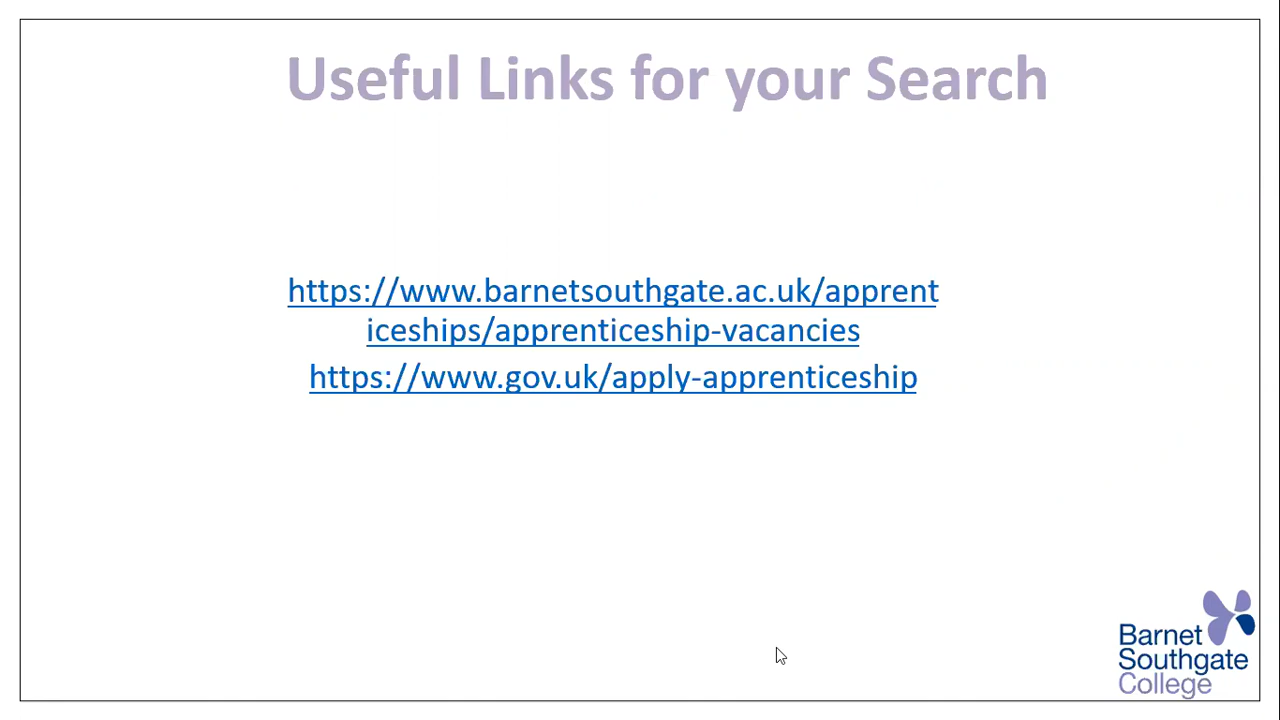 Useful Links for your Search
https://www.barnetsouthgate.ac.uk/apprent
iceships/apprenticeship-vacancies
https://www.gov.uk/apply-apprenticeship
Barnet
Southgate
College